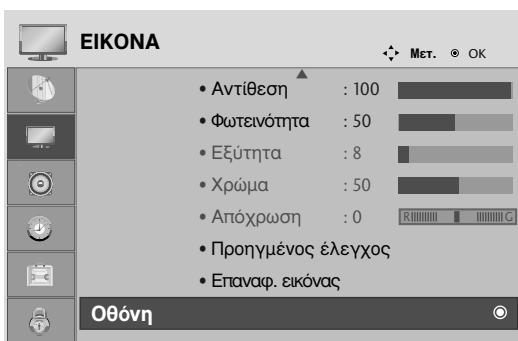 ΕΙΚΟΝΑ
Μετ. OK
• Αντίθεση : 100
• Φωτεινότητα : 50
• Εξύτητα : 8
• Χρώμα : 50
• Απόχρωση : 0 R G
• Προηγμένος έλεγχος
• Επαναφ. εικόνας
Οθόνη